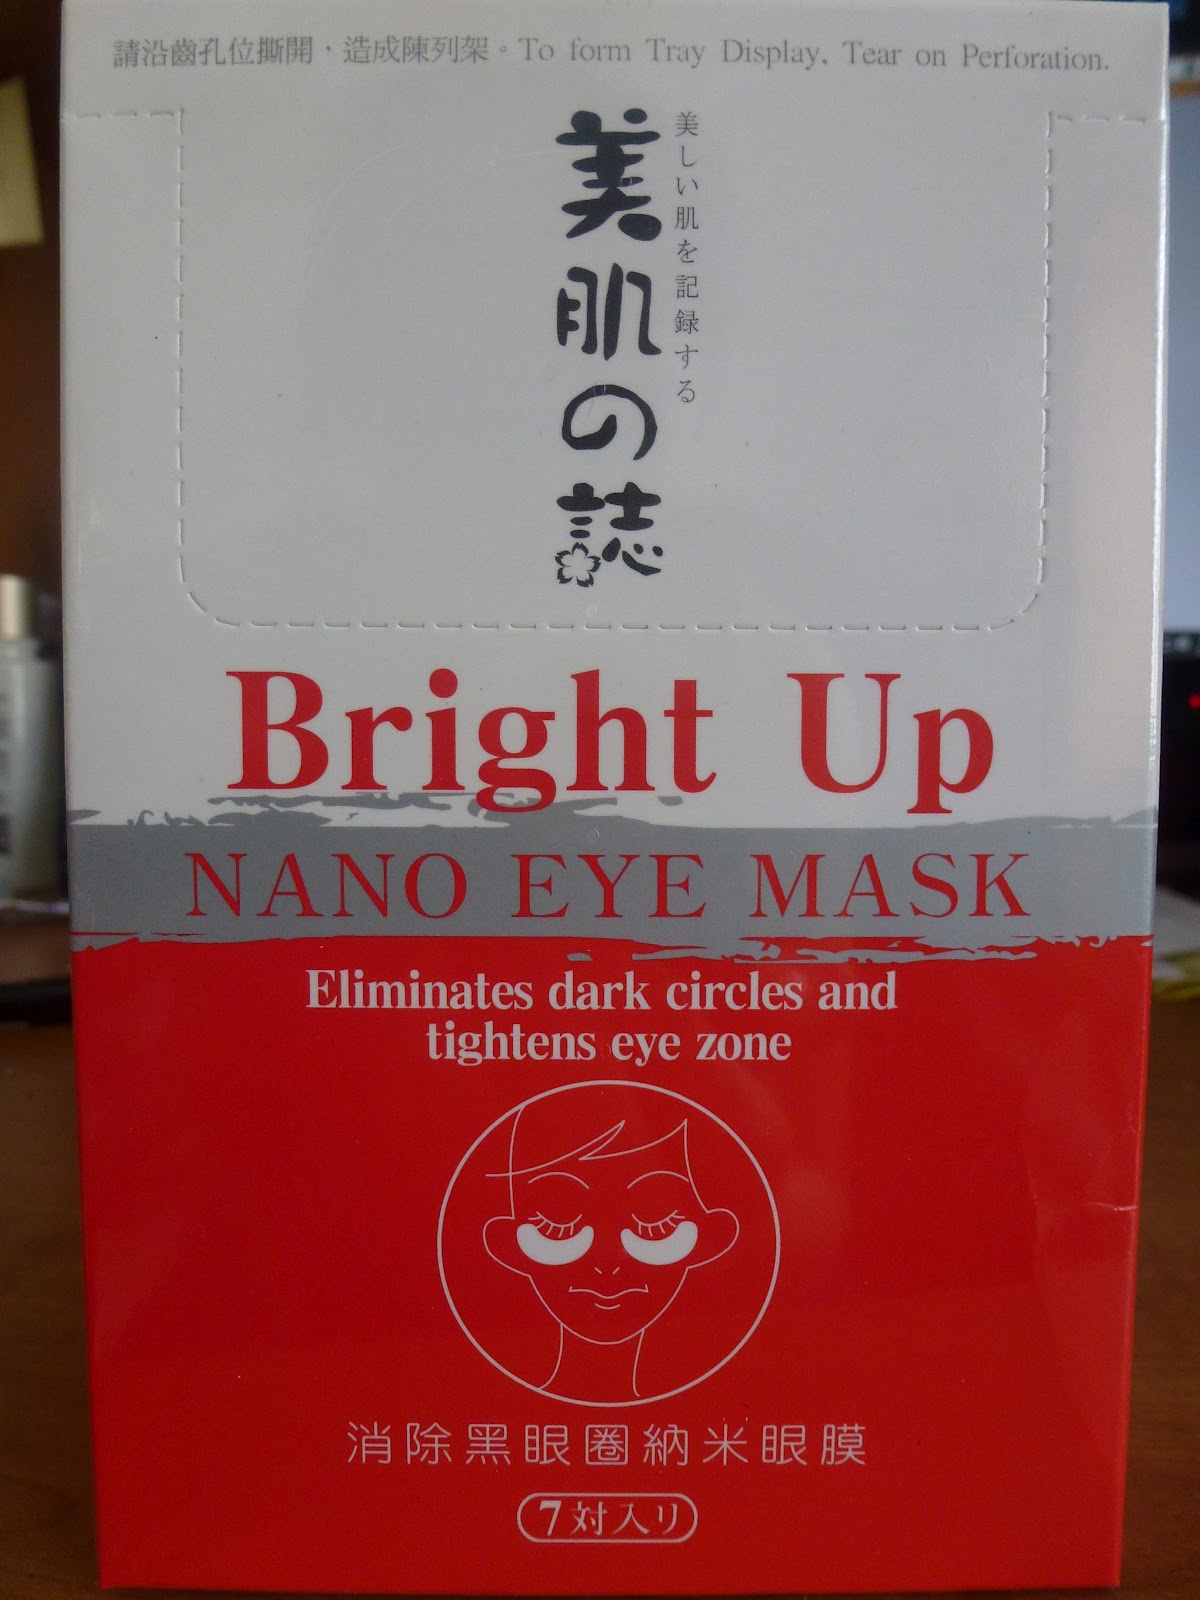 請沿齒孔位撕開，造成陳列架。To form Tray Display, Tear on Perforation.
美しい肌を記録する
美肌の誌
Bright Up
NANO EYE MASK
Eliminates dark circles and
tightens eye zone
消除黑眼圈納米眼膜
7対入リ